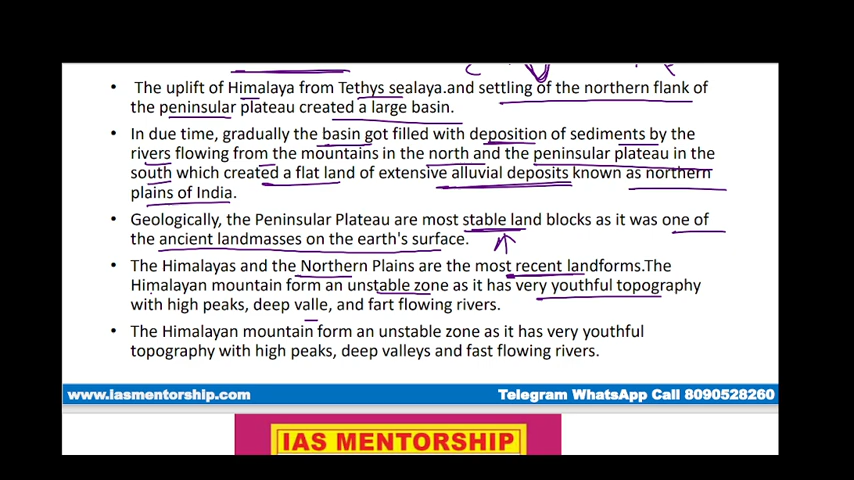 • The uplift of Himalaya from Tethys sealaya.and settling of the northern flank of
the peninsular plateau created a large basin.
• In due time, gradually the basin got filled with deposition of sediments by the
rivers flowing from the mountains in the north and the peninsular plateau in the
south which created a flat land of extensive alluvial deposits known as northern
plains of India.
• Geologically, the Peninsular Plateau are most stable land blocks as it was one of
the ancient landmasses on the earth's surface.
• The Himalayas and the Northern Plains are the most recent landforms.The
Himalayan mountain form an unstable zone as it has very youthful topography
with high peaks, deep valle, and fart flowing rivers.
• The Himalayan mountain form an unstable zone as it has very youthful
topography with high peaks, deep valleys and fast flowing rivers.
www.iasmentorship.com Telegram WhatsApp Call 8090528260
IAS MENTORSHIP